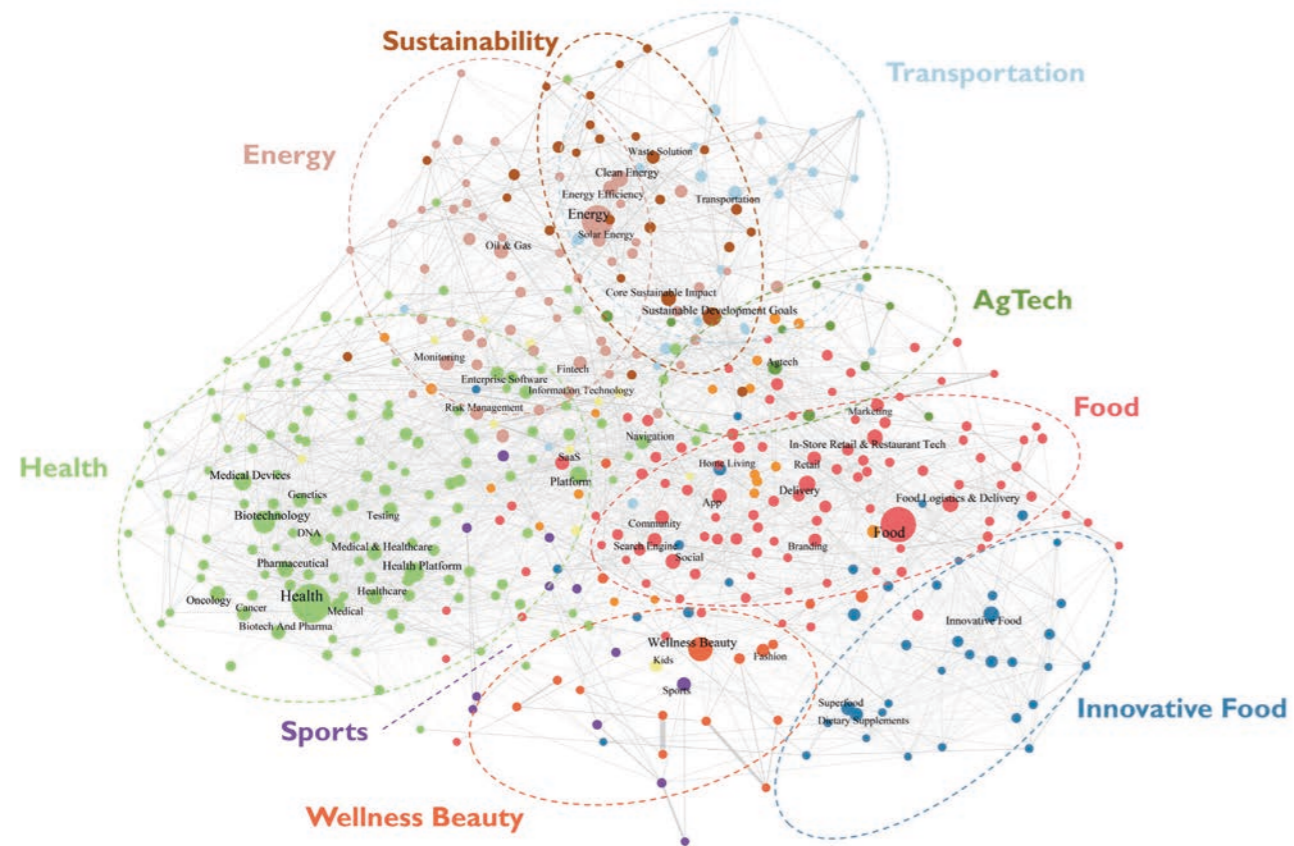 Sustainability
Transportation
Energy
Waste Solution
Clean Energy
Energy Efficiency
Transportation
Energy
Solar Energy
Oil & Gas
Core Sustainable Impact
AgTech
Sustainable Development Goals
Monitoring
Agtech
Fintech
Enterprise Software
Information Technology
Risk Management
Food
Marketing
Navigation
In-Store Retail & Restaurant Tech
Health
SaaS
Home Living
Retail
Medical Devices
Platform
Genetics
Delivery
Food Logistics & Delivery
App
Biotechnology
Testing
Community
DNA
Food
Medical & Healthcare
Search Engine
Branding
Social
Pharmaceutical
Health Platform
Healthcare
Health
Oncology
Cancer
Medical
Innovative Food
Biotech And Pharma
Wellness Beauty
Kids
Fashion
Sports
Superfood
Innovative Food
Dietary Supplements
Sports
Wellness Beauty